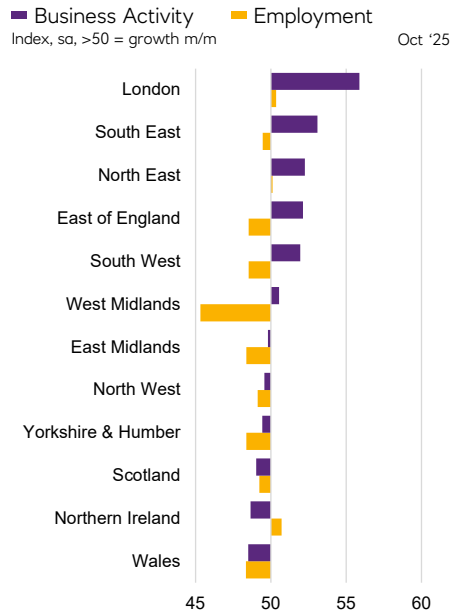 Business Activity Employment
Index, sa, >50 = growth m/m Oct ‘25
London
South East
North East
East of England
South West
West Midlands
East Midlands
North West
Yorkshire & Humber
Scotland
Northern Ireland
Wales
45 50 55 60